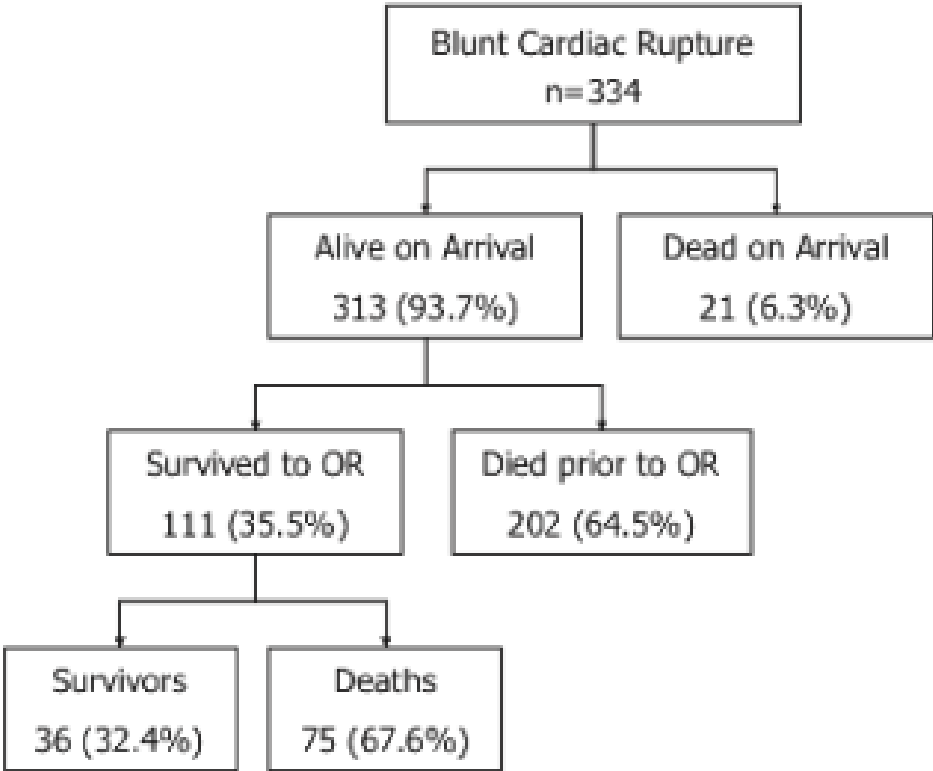 Blunt Cardiac Rupture
n=334
Alive on Arrival
313 (93.7%)
Dead on Arrival
21 (6.3%)
Survived to OR
111 (35.5%)
Died prior to OR
202 (64.5%)
Survivors
36 (32.4%)
Deaths
75 (67.6%)